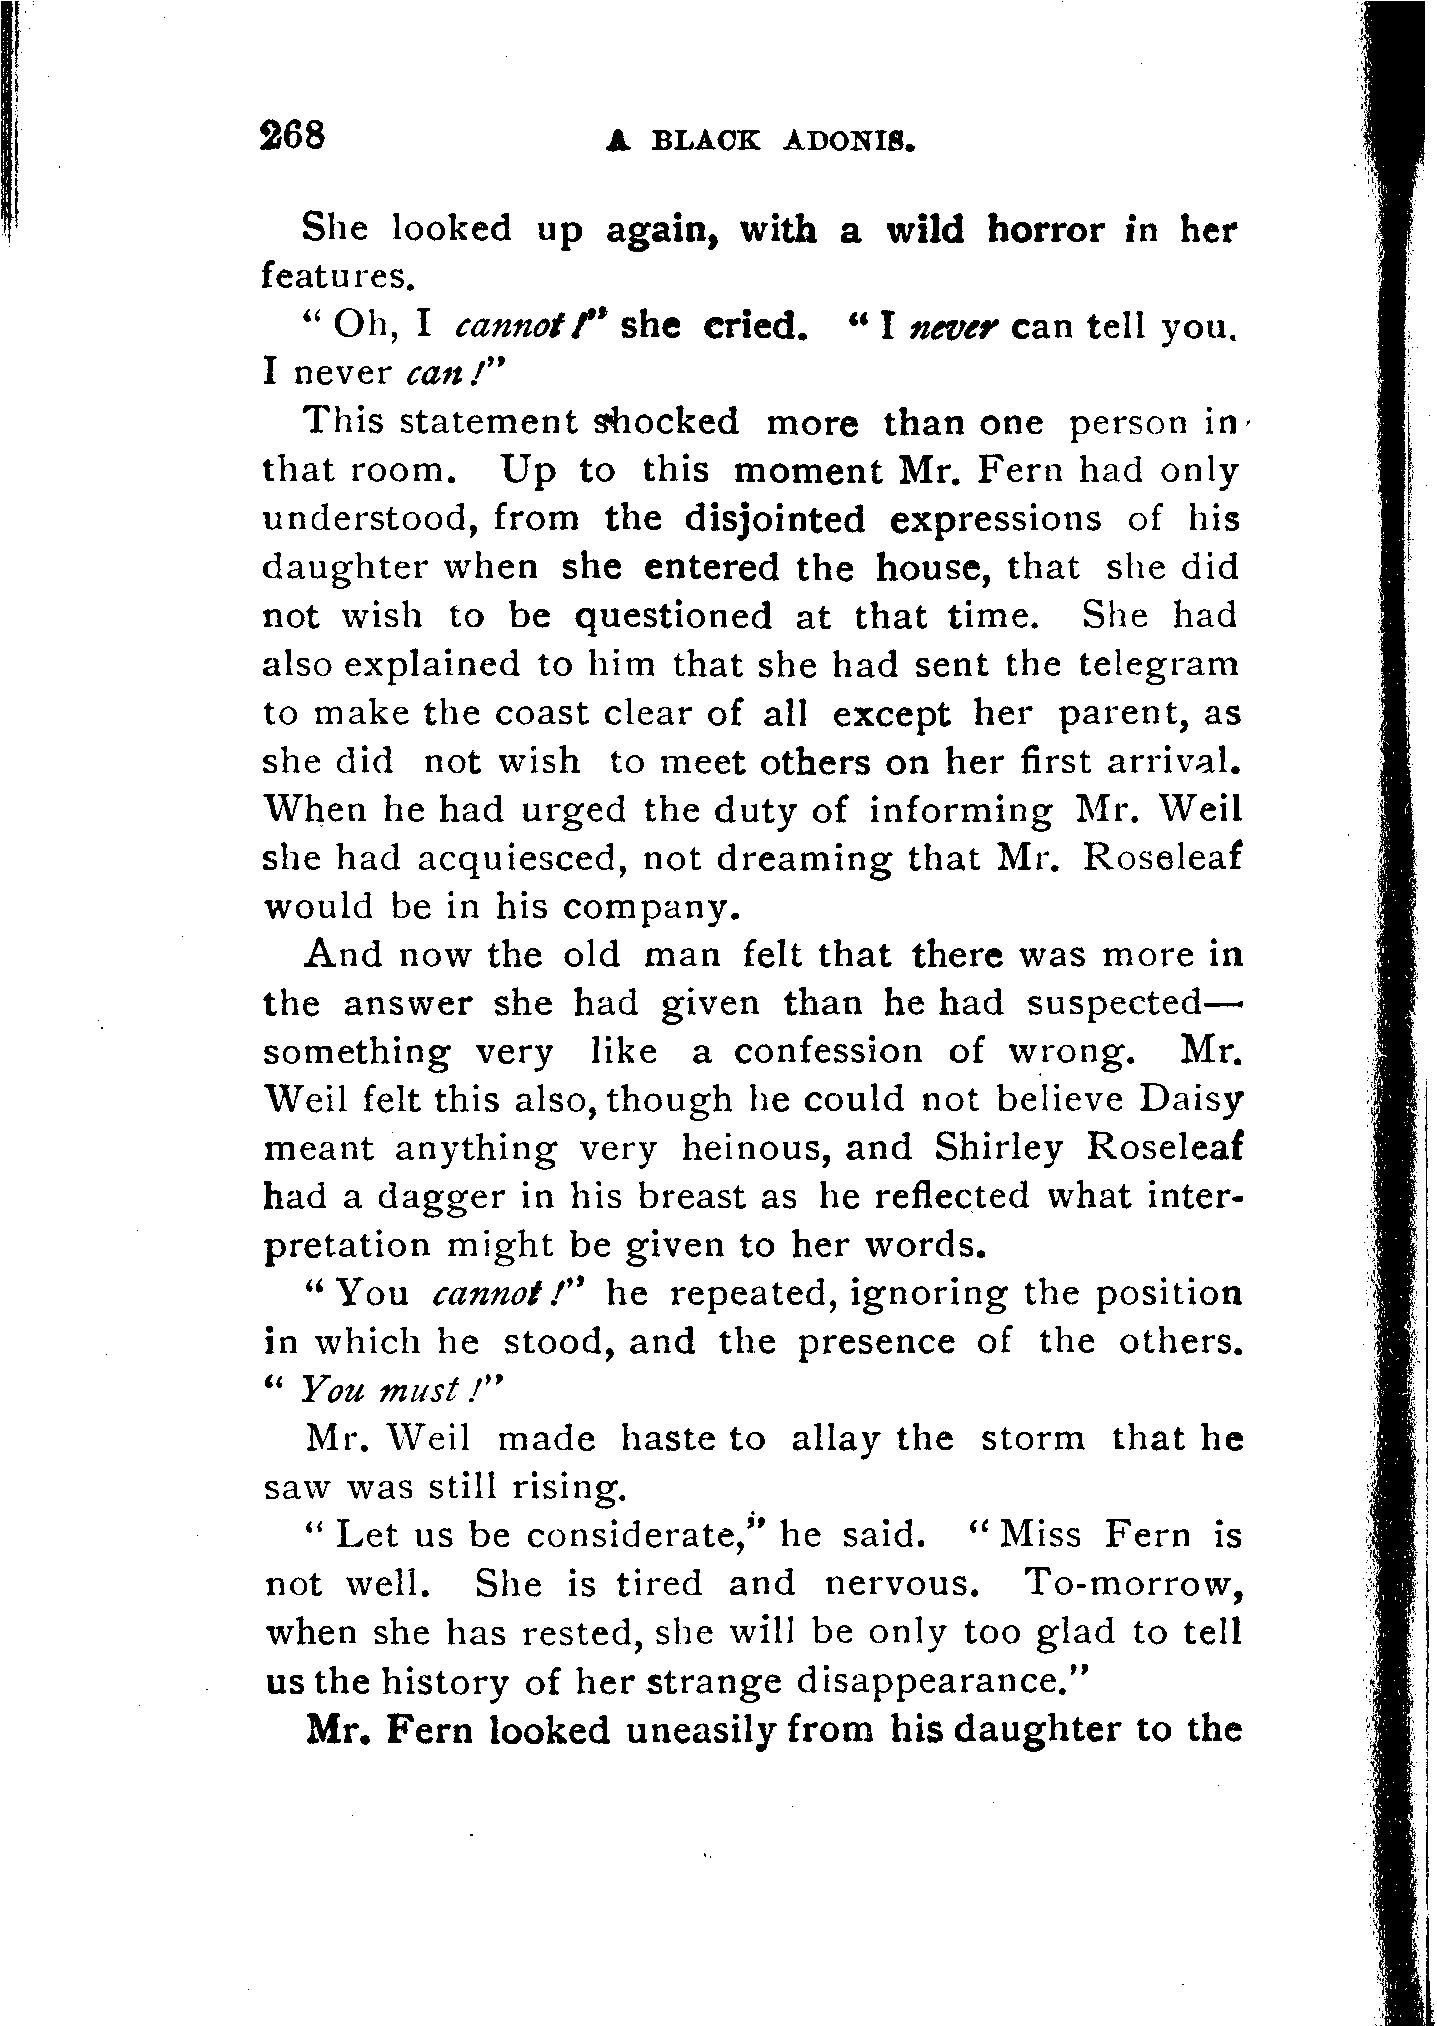 268 A BLACK ADONIS.
She looked up again, with a wild horror in her
features.
“ Oh, I cannot!” she cried. “ I never can tell you.
I never can !”
This statement shocked more than one person in
that room. Up to this moment Mr. Fern had only
understood, from the disjointed expressions of his
daughter when she entered the house, that she did
not wish to be questioned at that time. She had
also explained to him that she had sent the telegram
to make the coast clear of all except her parent, as
she did not wish to meet others on her first arrival.
When he had urged the duty of informing Mr. Weil
she had acquiesced, not dreaming that Mr. Roseleaf
would be in his company.
And now the old man felt that there was more in
the answer she had given than he had suspected—
something very like a confession of wrong. Mr.
Weil felt this also, though he could not believe Daisy
meant anything very heinous, and Shirley Roseleaf
had a dagger in his breast as he reflected what inter-
pretation might be given to her words.
“ You cannot !” he repeated, ignoring the position
in which he stood, and the presence of the others.
“ You must !”
Mr. Weil made haste to allay the storm that he
saw was still rising.
“ Let us be considerate,” he said. “ Miss Fern is
not well. She is tired and nervous. To-morrow,
when she has rested, she will be only too glad to tell
us the history of her strange disappearance.”
Mr. Fern looked uneasily from his daughter to the